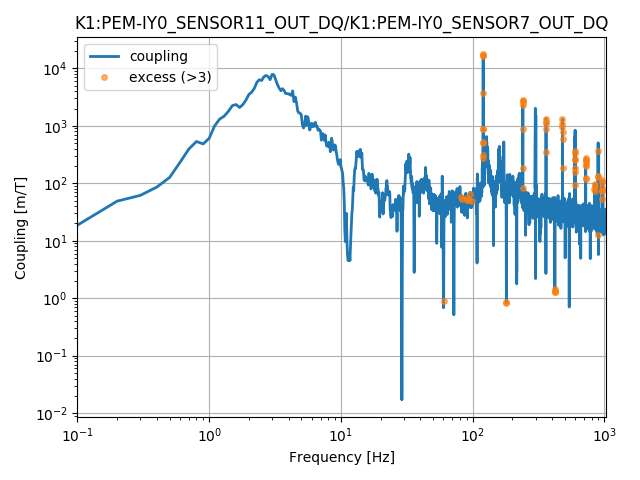 K1:PEM-IY0_SENSOR11_OUT_DQ/K1:PEM-IY0_SENSOR7_OUT_DQ
coupling
excess (>3)
Coupling [m/T]
10⁴
10³
10²
10¹
10⁰
10⁻¹
10⁻²
10⁻¹ 10⁰ 10¹ 10² 10³
Frequency [Hz]